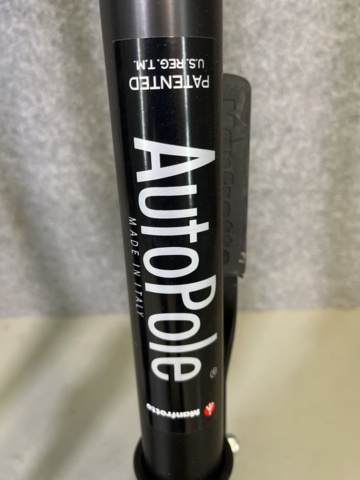 PATENTED
U.S.REG.T.M.
AutoPole®
MADE IN ITALY
Manfrotto